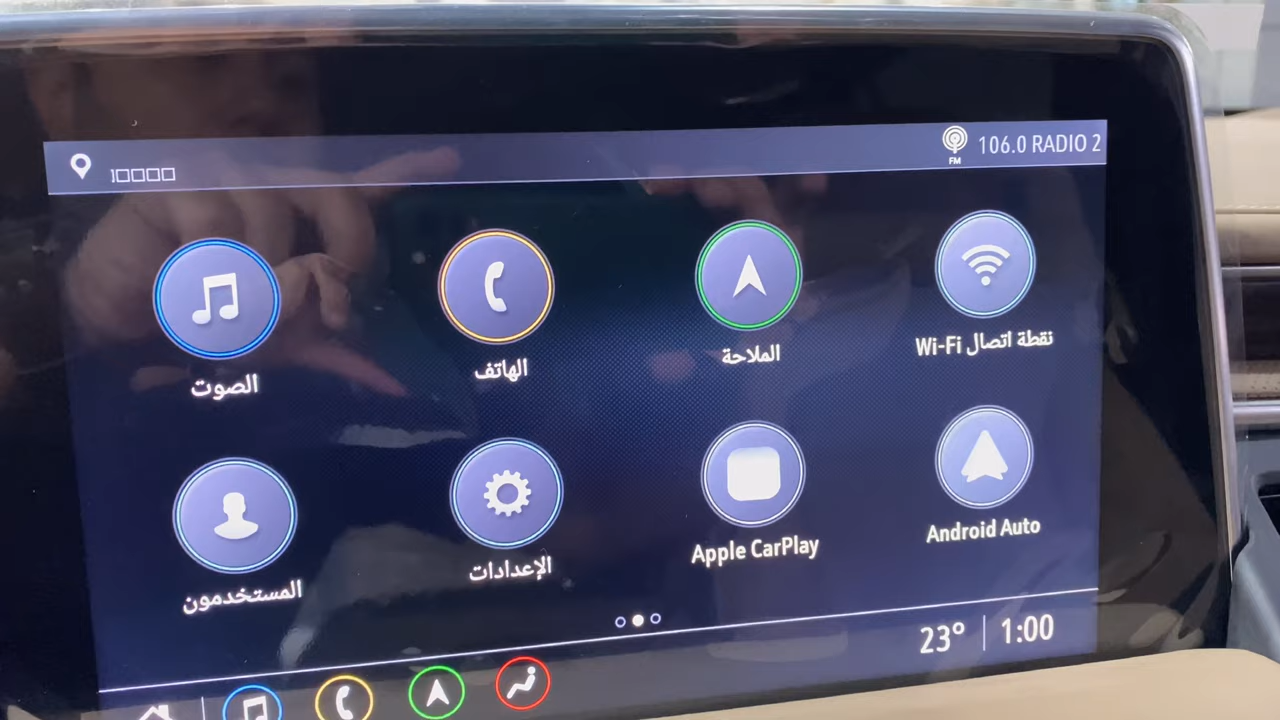 106.0 RADIO 2
FM
الصوت
الهاتف
الملاحة
نقطة اتصال Wi-Fi
المستخدمون
الإعدادات
Apple CarPlay
Android Auto
23° 1:00